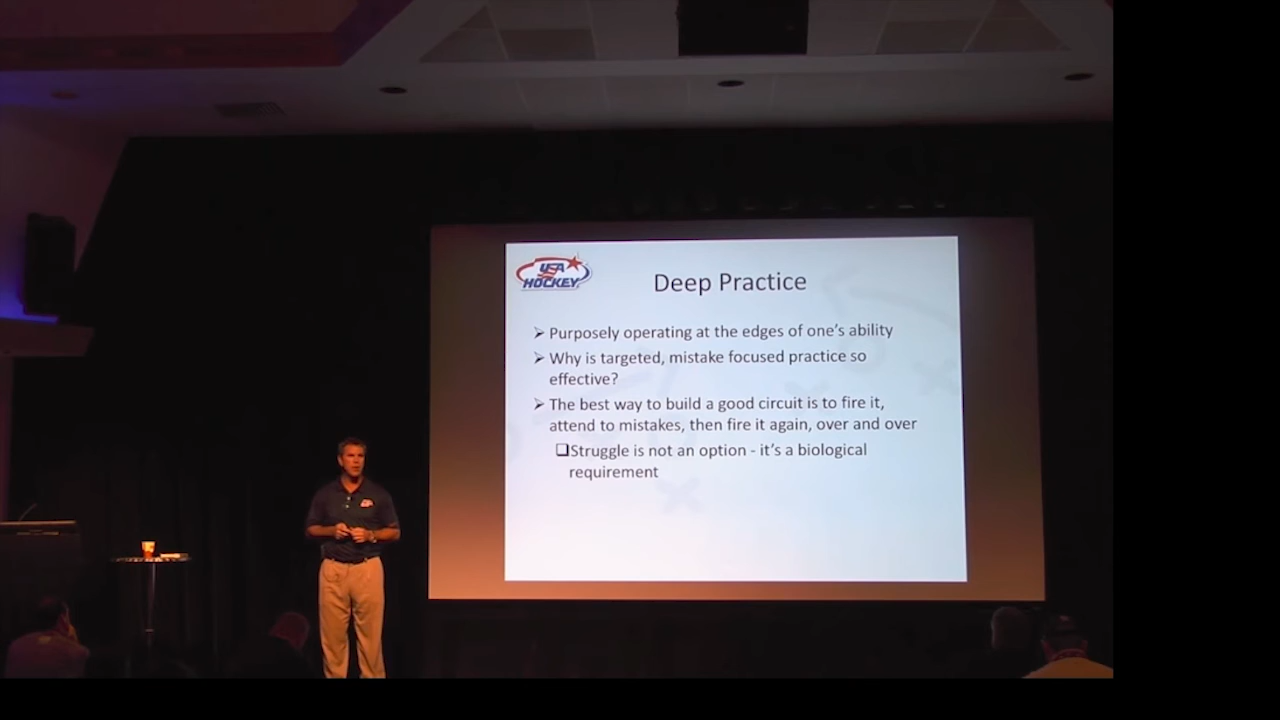 USA
HOCKEY
Deep Practice
➢ Purposely operating at the edges of one's ability
➢ Why is targeted, mistake focused practice so
effective?
➢ The best way to build a good circuit is to fire it,
attend to mistakes, then fire it again, over and over
❑Struggle is not an option - it's a biological
requirement